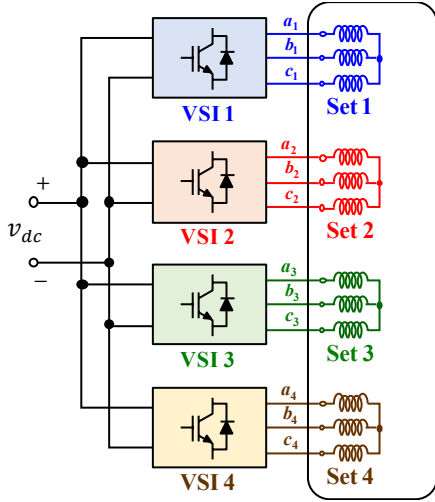 a₁
b₁
c₁
VSI 1
Set 1
a₂
b₂
c₂
VSI 2
Set 2
+
v_dc
−
a₃
b₃
c₃
VSI 3
Set 3
a₄
b₄
c₄
VSI 4
Set 4